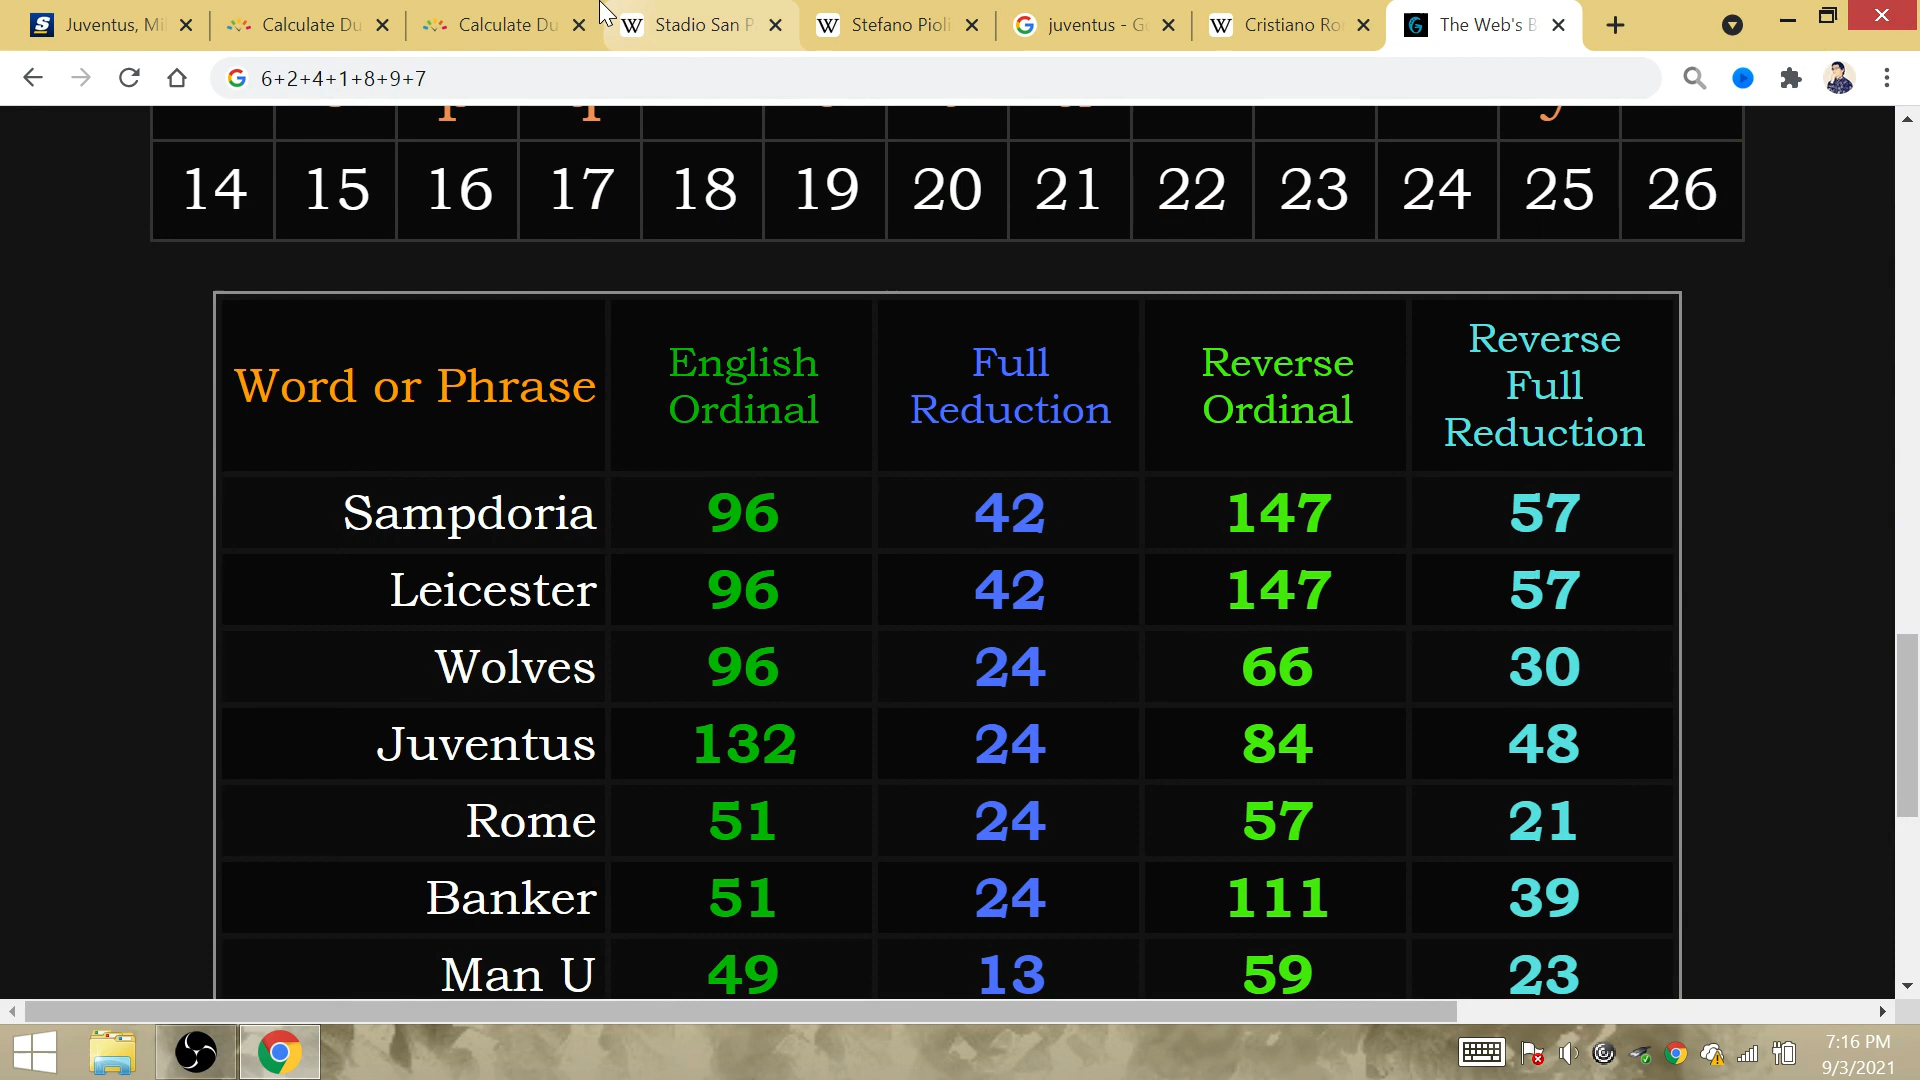 Juventus, Mi
Calculate Du
Calculate Du
Stadio San P
Stefano Pioli
juventus - Go
Cristiano Ro
The Web's B
6+2+4+1+8+9+7
p q y
14 15 16 17 18 19 20 21 22 23 24 25 26
Word or Phrase English Ordinal Full Reduction Reverse Ordinal Reverse Full Reduction
Sampdoria 96 42 147 57
Leicester 96 42 147 57
Wolves 96 24 66 30
Juventus 132 24 84 48
Rome 51 24 57 21
Banker 51 24 111 39
Man U 49 13 59 23
7:16 PM
9/3/2021